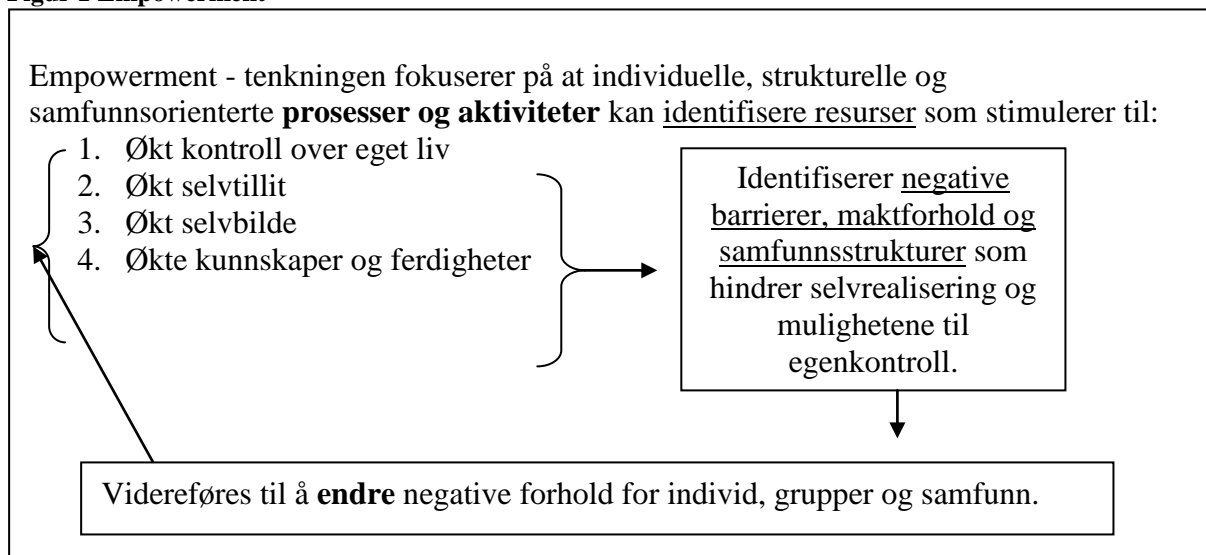 Empowerment - tenkningen fokuserer på at individuelle, strukturelle og
samfunnsorienterte prosesser og aktiviteter kan identifisere resurser som stimulerer til:
1. Økt kontroll over eget liv
2. Økt selvtillit
3. Økt selvbilde
4. Økte kunnskaper og ferdigheter
Identifiserer negative
barrierer, maktforhold og
samfunnsstrukturer som
hindrer selvrealisering og
mulighetene til
egenkontroll.
Videreføres til å endre negative forhold for individ, grupper og samfunn.